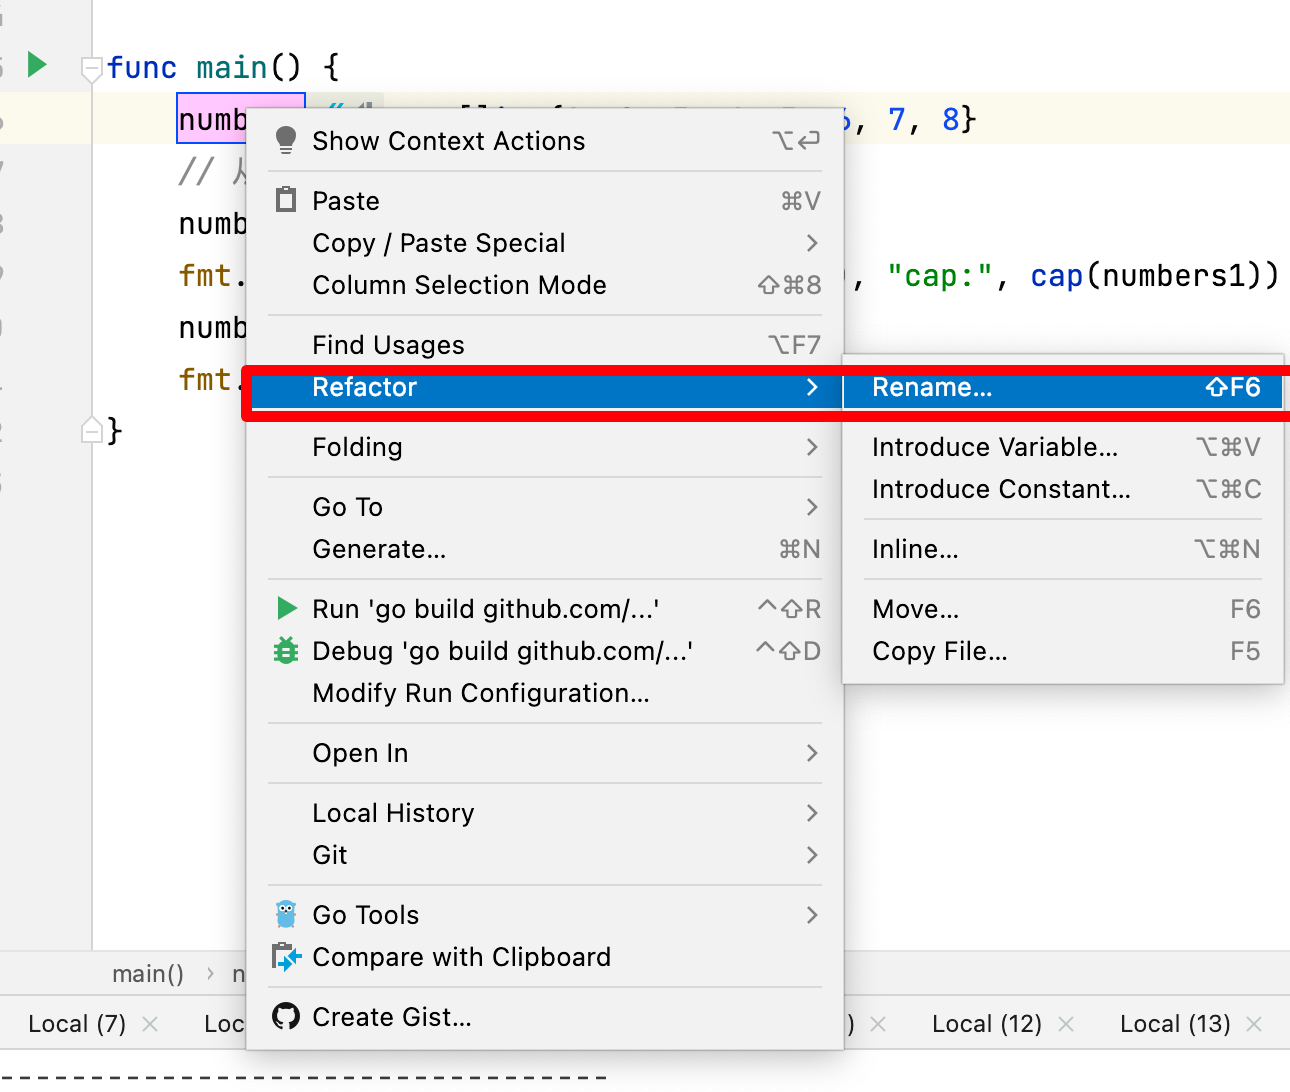 func main() {
numb
6, 7, 8}
//
numb
fmt. , "cap:", cap(numbers1))
numb
fmt.
}
Show Context Actions ⌥⏎
Paste ⌘V
Copy / Paste Special
Column Selection Mode ⇧⌘8
Find Usages ⌥F7
Refactor
Folding
Go To
Generate... ⌘N
Run 'go build github.com/...' ^⇧R
Debug 'go build github.com/...' ^⇧D
Modify Run Configuration...
Open In
Local History
Git
Go Tools
Compare with Clipboard
Create Gist...
Rename... ⇧F6
Introduce Variable... ⌥⌘V
Introduce Constant... ⌥⌘C
Inline... ⌥⌘N
Move... F6
Copy File... F5
main() › n
Local (7) × Loc ) × Local (12) × Local (13) ×